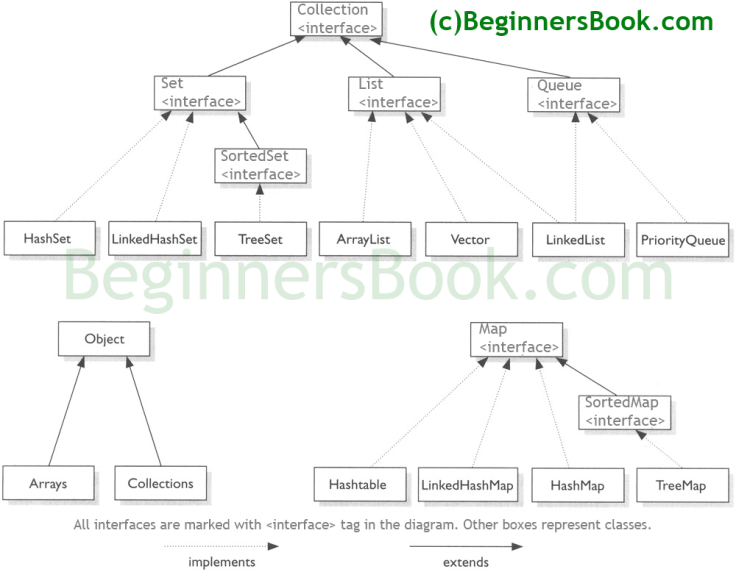 Collection
<interface>
(c)BeginnersBook.com
Set
<interface>
List
<interface>
Queue
<interface>
SortedSet
<interface>
HashSet
LinkedHashSet
TreeSet
ArrayList
Vector
LinkedList
PriorityQueue
BeginnersBook.com
Object
Map
<interface>
SortedMap
<interface>
Arrays
Collections
Hashtable
LinkedHashMap
HashMap
TreeMap
All interfaces are marked with <interface> tag in the diagram. Other boxes represent classes.
implements
extends